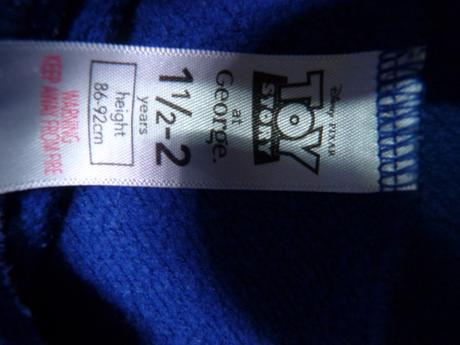 Disney · PIXAR
TOY
STORY
at
George.
1½-2
years
height
86-92cm
WARNING
KEEP AWAY FROM FIRE